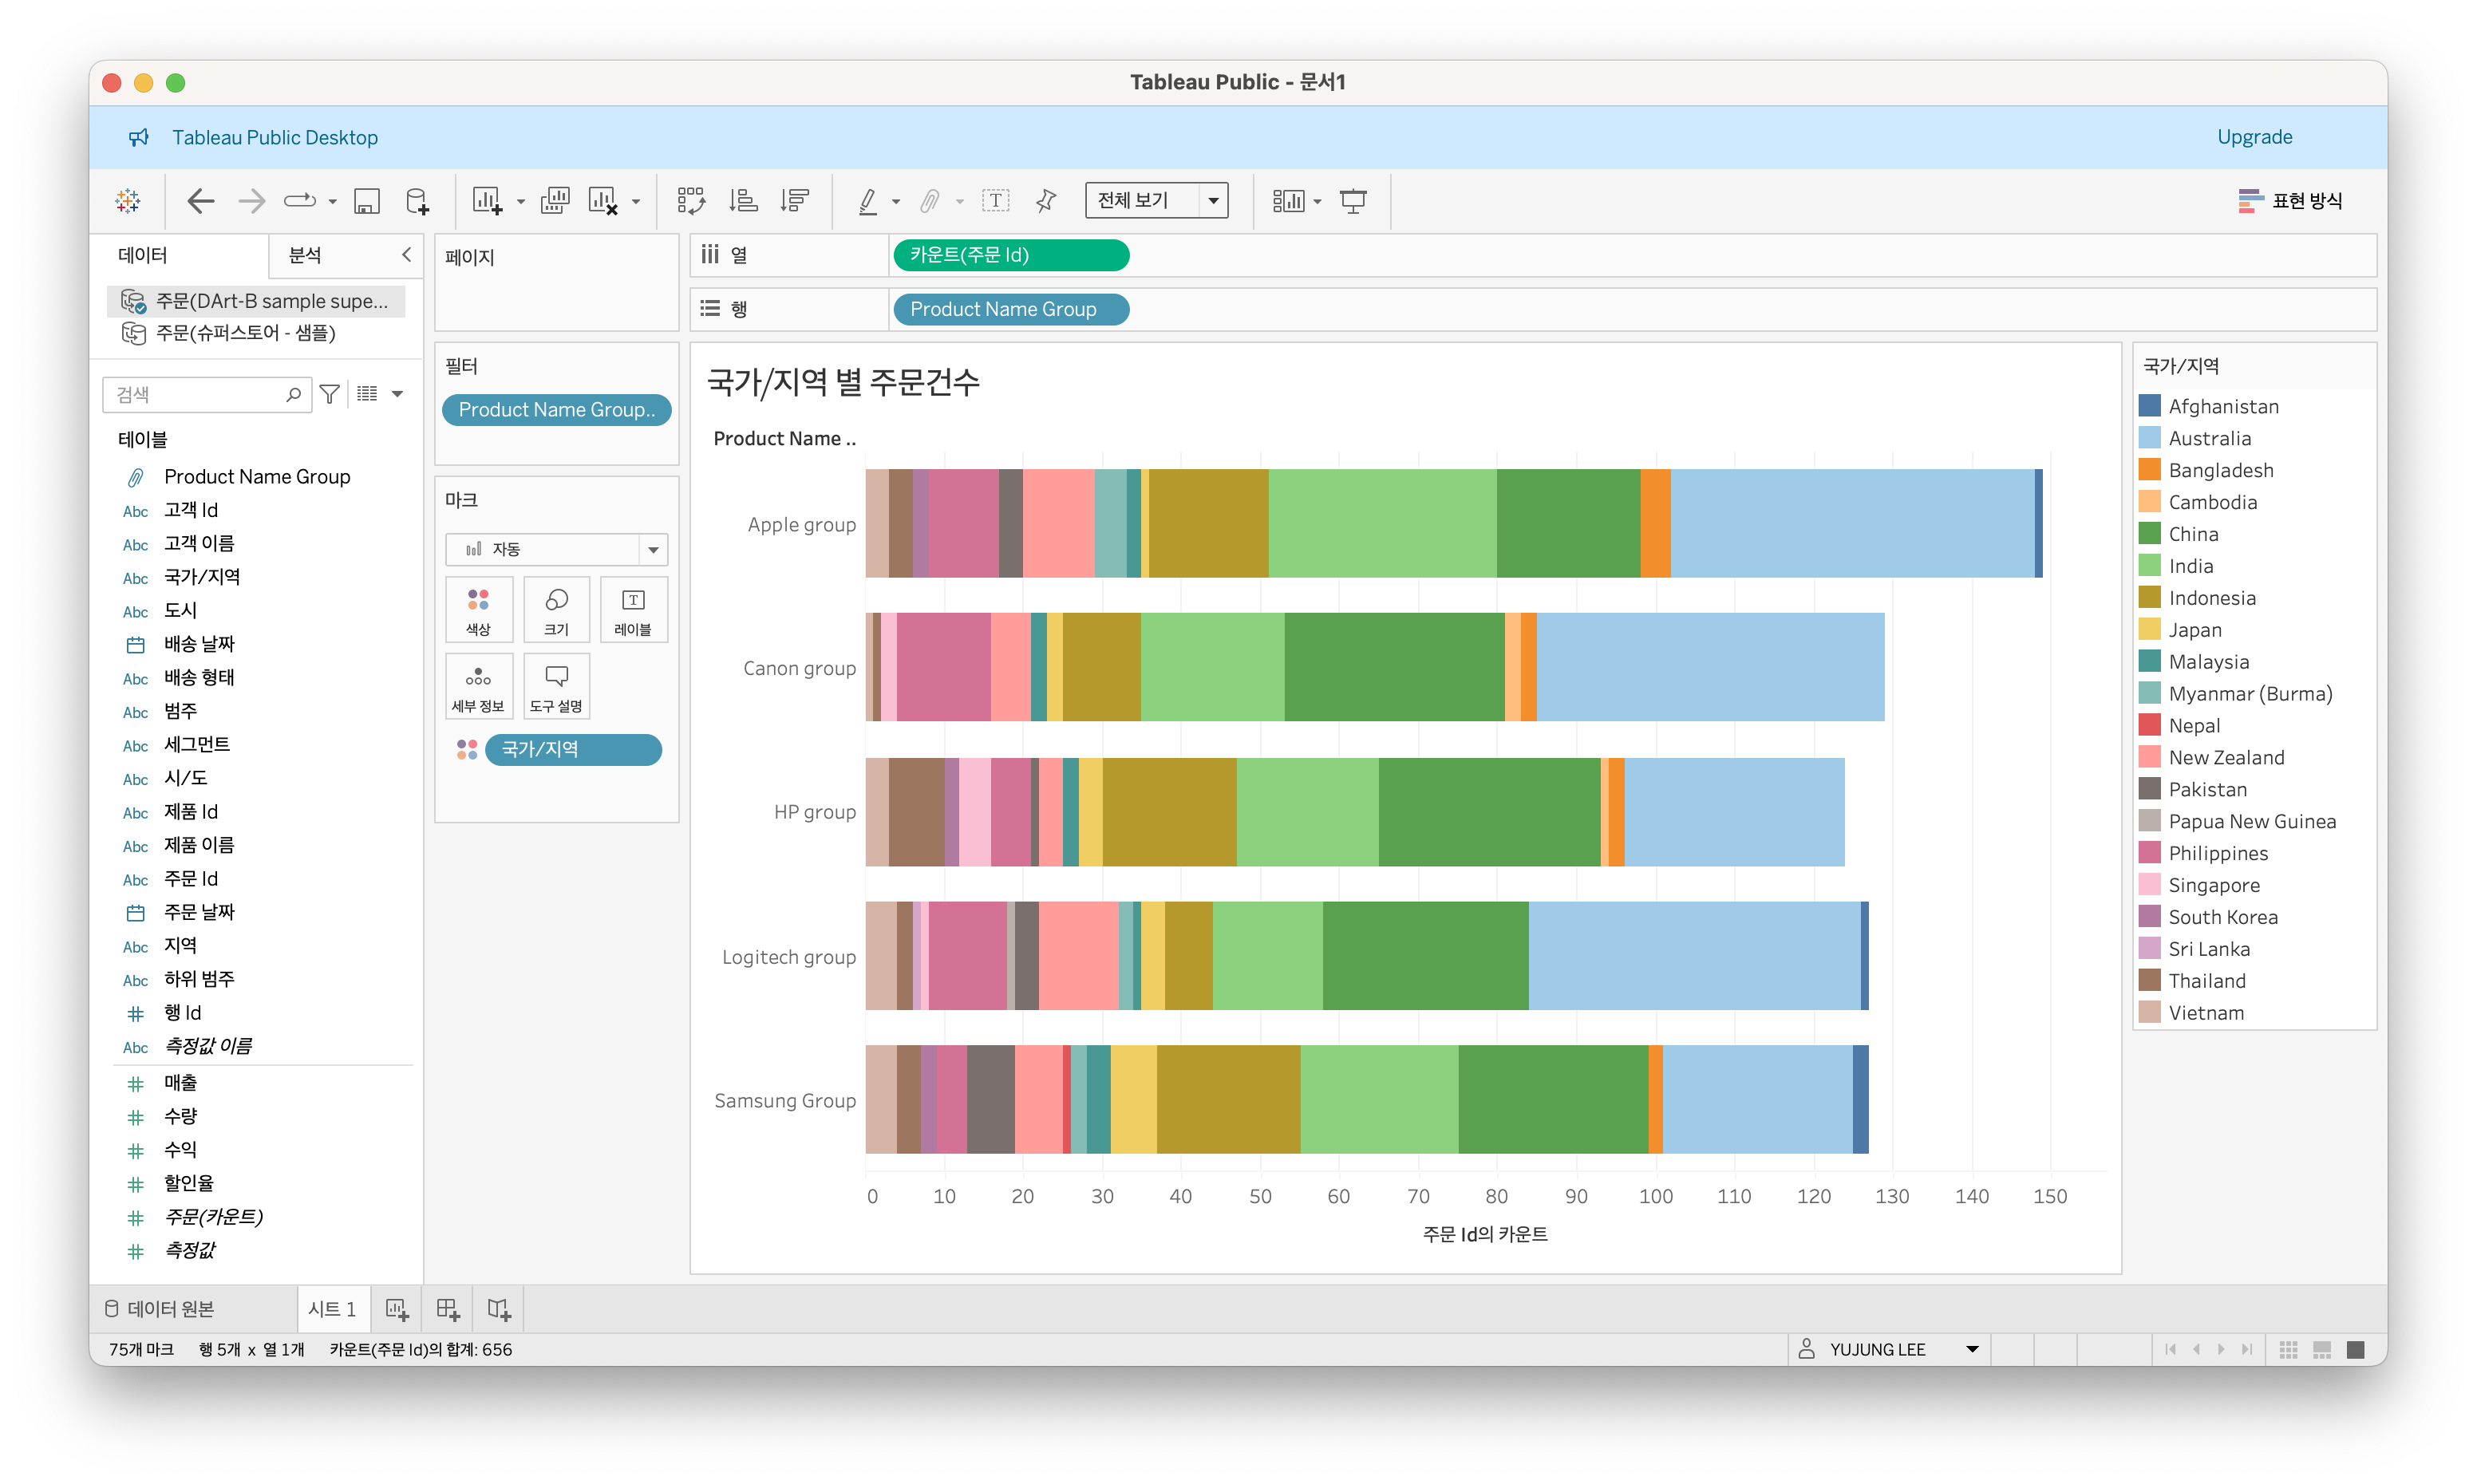 Tableau Public - 문서1
Tableau Public Desktop
Upgrade
전체 보기
표현 방식
데이터
분석
주문(DArt-B sample supe...
주문(슈퍼스토어 - 샘플)
검색
테이블
Product Name Group
Abc 고객 Id
Abc 고객 이름
Abc 국가/지역
Abc 도시
배송 날짜
Abc 배송 형태
Abc 범주
Abc 세그먼트
Abc 시/도
Abc 제품 Id
Abc 제품 이름
Abc 주문 Id
주문 날짜
Abc 지역
Abc 하위 범주
# 행 Id
Abc 측정값 이름
# 매출
# 수량
# 수익
# 할인율
# 주문(카운트)
# 측정값
페이지
필터
Product Name Group..
마크
자동
색상
크기
T
레이블
세부 정보
도구 설명
국가/지역
열
카운트(주문 Id)
행
Product Name Group
국가/지역 별 주문건수
Product Name ..
Apple group
Canon group
HP group
Logitech group
Samsung Group
0 10 20 30 40 50 60 70 80 90 100 110 120 130 140 150
주문 Id의 카운트
국가/지역
Afghanistan
Australia
Bangladesh
Cambodia
China
India
Indonesia
Japan
Malaysia
Myanmar (Burma)
Nepal
New Zealand
Pakistan
Papua New Guinea
Philippines
Singapore
South Korea
Sri Lanka
Thailand
Vietnam
데이터 원본
시트 1
75개 마크 행 5개 x 열 1개 카운트(주문 Id)의 합계: 656
YUJUNG LEE